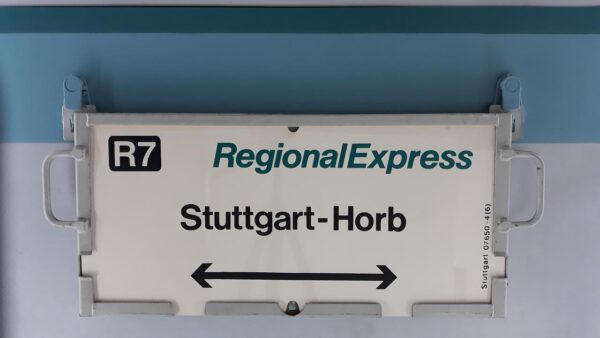 R7 RegionalExpress
Stuttgart-Horb
Stuttgart 07650-4(6)